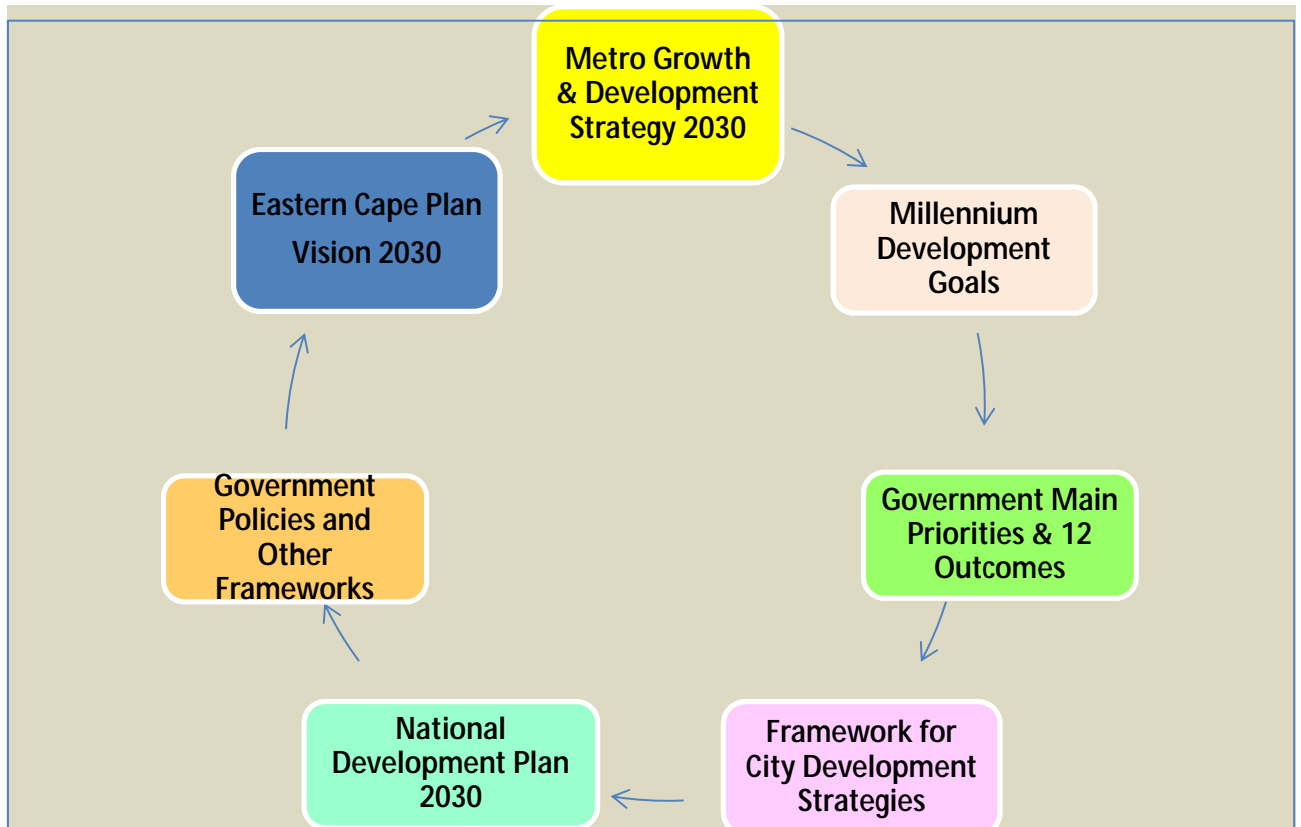 Metro Growth
& Development
Strategy 2030
Millennium
Development
Goals
Government Main
Priorities & 12
Outcomes
Framework for
City Development
Strategies
National
Development Plan
2030
Government
Policies and
Other
Frameworks
Eastern Cape Plan
Vision 2030